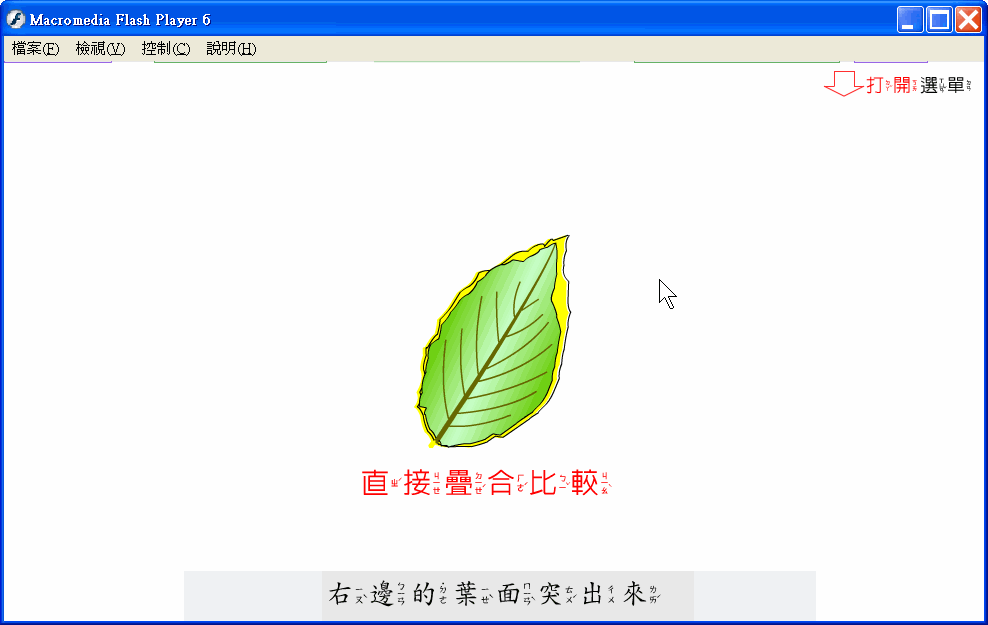 Macromedia Flash Player 6
檔案(F) 檢視(V) 控制(C) 說明(H)
打開選單
直接疊合比較
右邊的葉面突出來